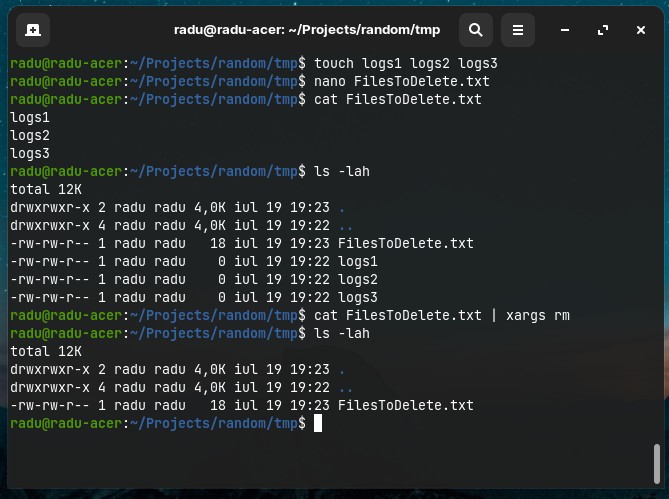 radu@radu-acer: ~/Projects/random/tmp
radu@radu-acer:~/Projects/random/tmp$ touch logs1 logs2 logs3
radu@radu-acer:~/Projects/random/tmp$ nano FilesToDelete.txt
radu@radu-acer:~/Projects/random/tmp$ cat FilesToDelete.txt
logs1
logs2
logs3
radu@radu-acer:~/Projects/random/tmp$ ls -lah
total 12K
drwxrwxr-x 2 radu radu 4,0K iul 19 19:23 .
drwxrwxr-x 4 radu radu 4,0K iul 19 19:22 ..
-rw-rw-r-- 1 radu radu   18 iul 19 19:23 FilesToDelete.txt
-rw-rw-r-- 1 radu radu    0 iul 19 19:23 logs1
-rw-rw-r-- 1 radu radu    0 iul 19 19:23 logs2
-rw-rw-r-- 1 radu radu    0 iul 19 19:23 logs3
radu@radu-acer:~/Projects/random/tmp$ cat FilesToDelete.txt | xargs rm
radu@radu-acer:~/Projects/random/tmp$ ls -lah
total 12K
drwxrwxr-x 2 radu radu 4,0K iul 19 19:23 .
drwxrwxr-x 4 radu radu 4,0K iul 19 19:22 ..
-rw-rw-r-- 1 radu radu   18 iul 19 19:23 FilesToDelete.txt
radu@radu-acer:~/Projects/random/tmp$